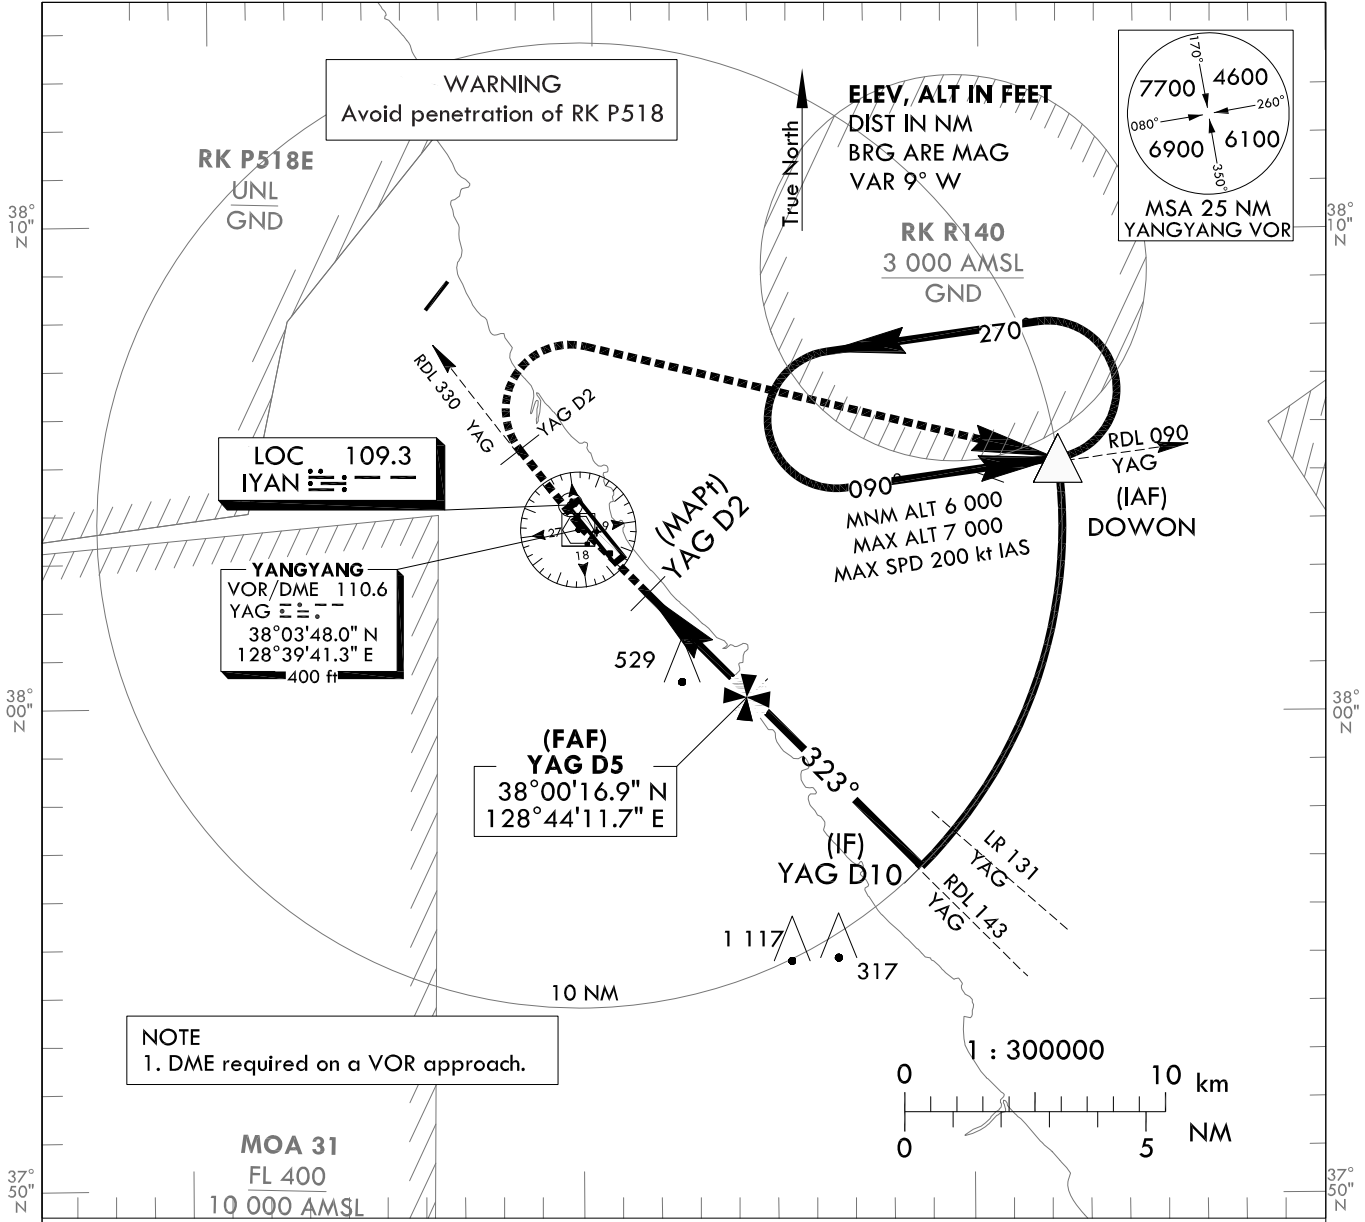 WARNING
Avoid penetration of RK P518
True North
ELEV, ALT IN FEET
DIST IN NM
BRG ARE MAG
VAR 9° W
170°
7700
4600
260°
080°
6900
6100
350°
MSA 25 NM
YANGYANG VOR
RK P518E
UNL
GND
38°
10"
N
38°
10"
N
RK R140
3 000 AMSL
GND
270°
RDL 330
YAG
YAG D2
RDL 090
YAG
(IAF)
DOWON
090°
MNM ALT 6 000
MAX ALT 7 000
MAX SPD 200 kt IAS
LOC 109.3
IYAN
(MAPt)
YAG D2
27
9
18
YANGYANG
VOR/DME 110.6
YAG
38°03'48.0" N
128°39'41.3" E
400 ft
529
38°
00"
N
38°
00"
N
(FAF)
YAG D5
38°00'16.9" N
128°44'11.7" E
323°
(IF)
YAG D10
LR 131
YAG
RDL 143
YAG
1 117
317
10 NM
NOTE
1. DME required on a VOR approach.
1 : 300000
0 10 km
0 5 NM
MOA 31
FL 400
10 000 AMSL
37°
50"
N
37°
50"
N